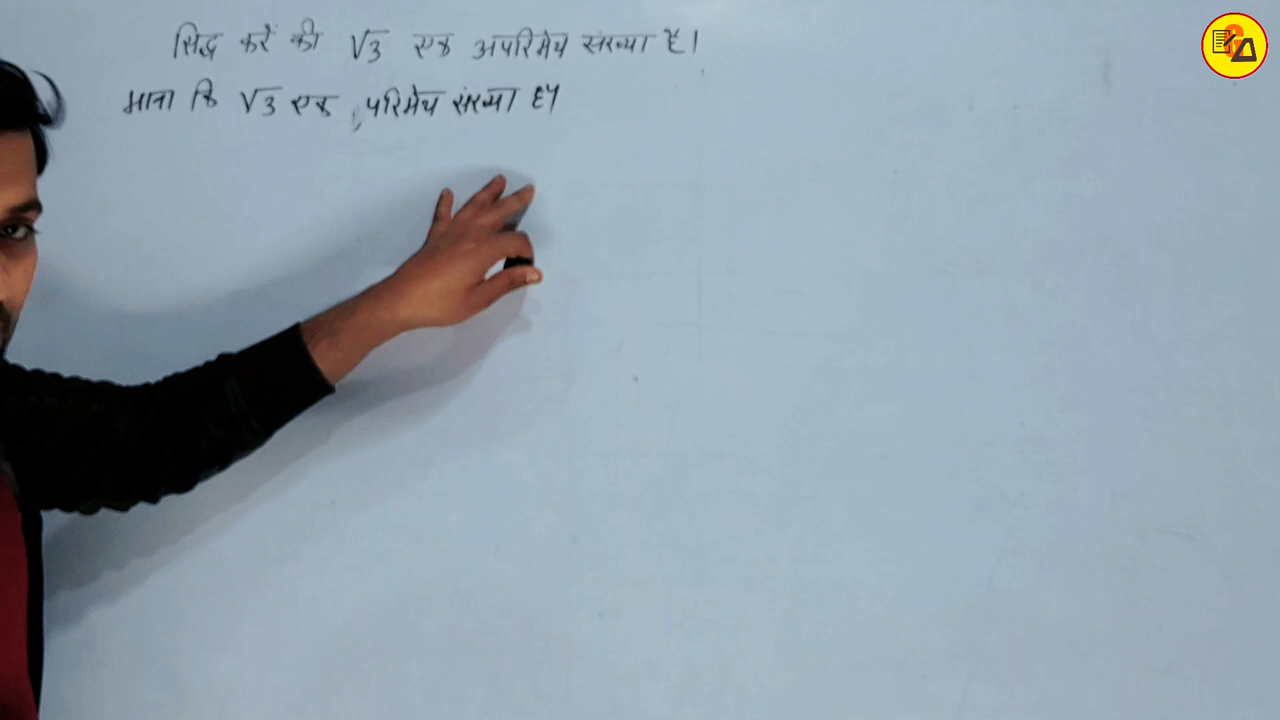 सिद्ध करें की √3 एक अपरिमेय संख्या है।
माना कि √3 एक परिमेय संख्या है।